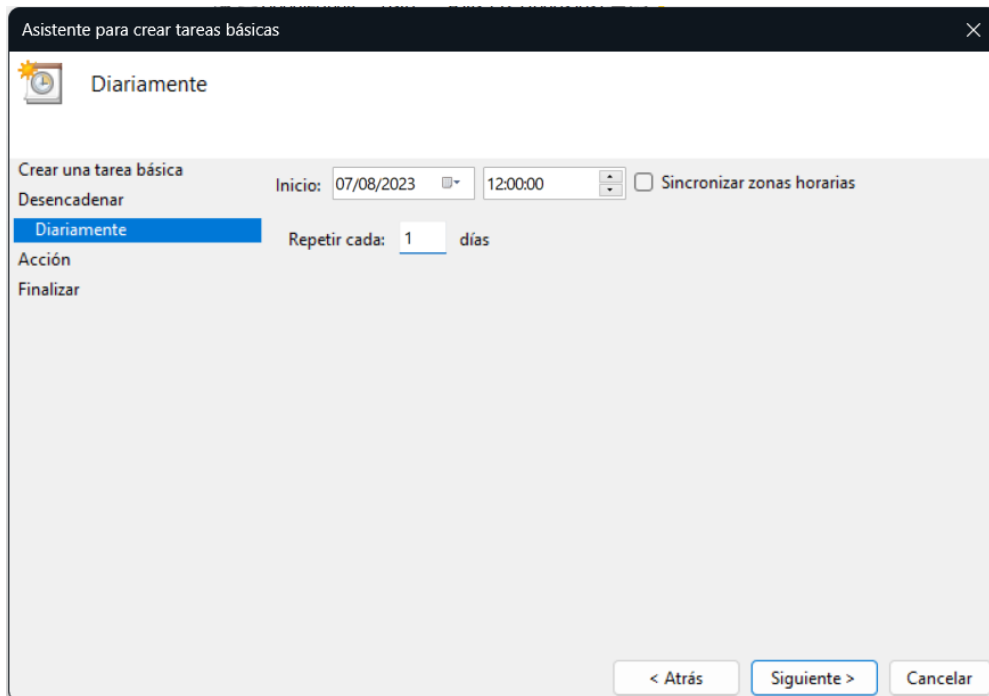 Asistente para crear tareas básicas
Diariamente
Crear una tarea básica
Desencadenar
Diariamente
Acción
Finalizar
Inicio: 07/08/2023 12:00:00 Sincronizar zonas horarias
Repetir cada: 1 días
< Atrás Siguiente > Cancelar